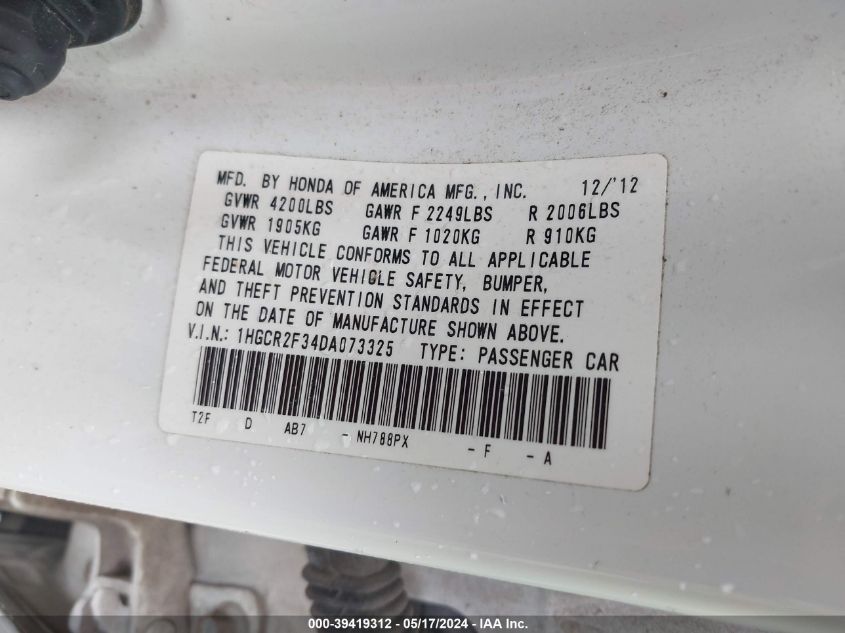 MFD. BY HONDA OF AMERICA MFG., INC. 12/'12
GVWR 4200LBS GAWR F 2249LBS R 2006LBS
GVWR 1905KG GAWR F 1020KG R 910KG
THIS VEHICLE CONFORMS TO ALL APPLICABLE
FEDERAL MOTOR VEHICLE SAFETY, BUMPER,
AND THEFT PREVENTION STANDARDS IN EFFECT
ON THE DATE OF MANUFACTURE SHOWN ABOVE.
V.I.N.: 1HGCR2F34DA073325 TYPE: PASSENGER CAR
T2F D AB7 - NH788PX - F - A
000-39419312 - 05/17/2024 - IAA Inc.